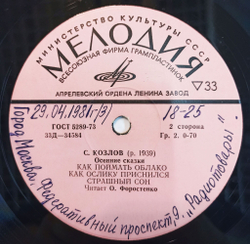 МИНИСТЕРСТВО КУЛЬТУРЫ СССР
МЕЛОДИЯ
ВСЕСОЮЗНАЯ ФИРМА ГРАМПЛАСТИНОК
АПРЕЛЕВСКИЙ ОРДЕНА ЛЕНИНА ЗАВОД
33
29.04.1981г(Э)
18-25
ГОСТ 5289-73
33Д—34584
2 сторона
Гр. 2. 0-70
С. КОЗЛОВ (р. 1939)
Осенние сказки
КАК ПОЙМАТЬ ОБЛАКО
КАК ОСЛИКУ ПРИСНИЛСЯ
СТРАШНЫЙ СОН
Читает О. Форостенко
Город Москва. Федеративный проспект, 9. „Радиотовары".